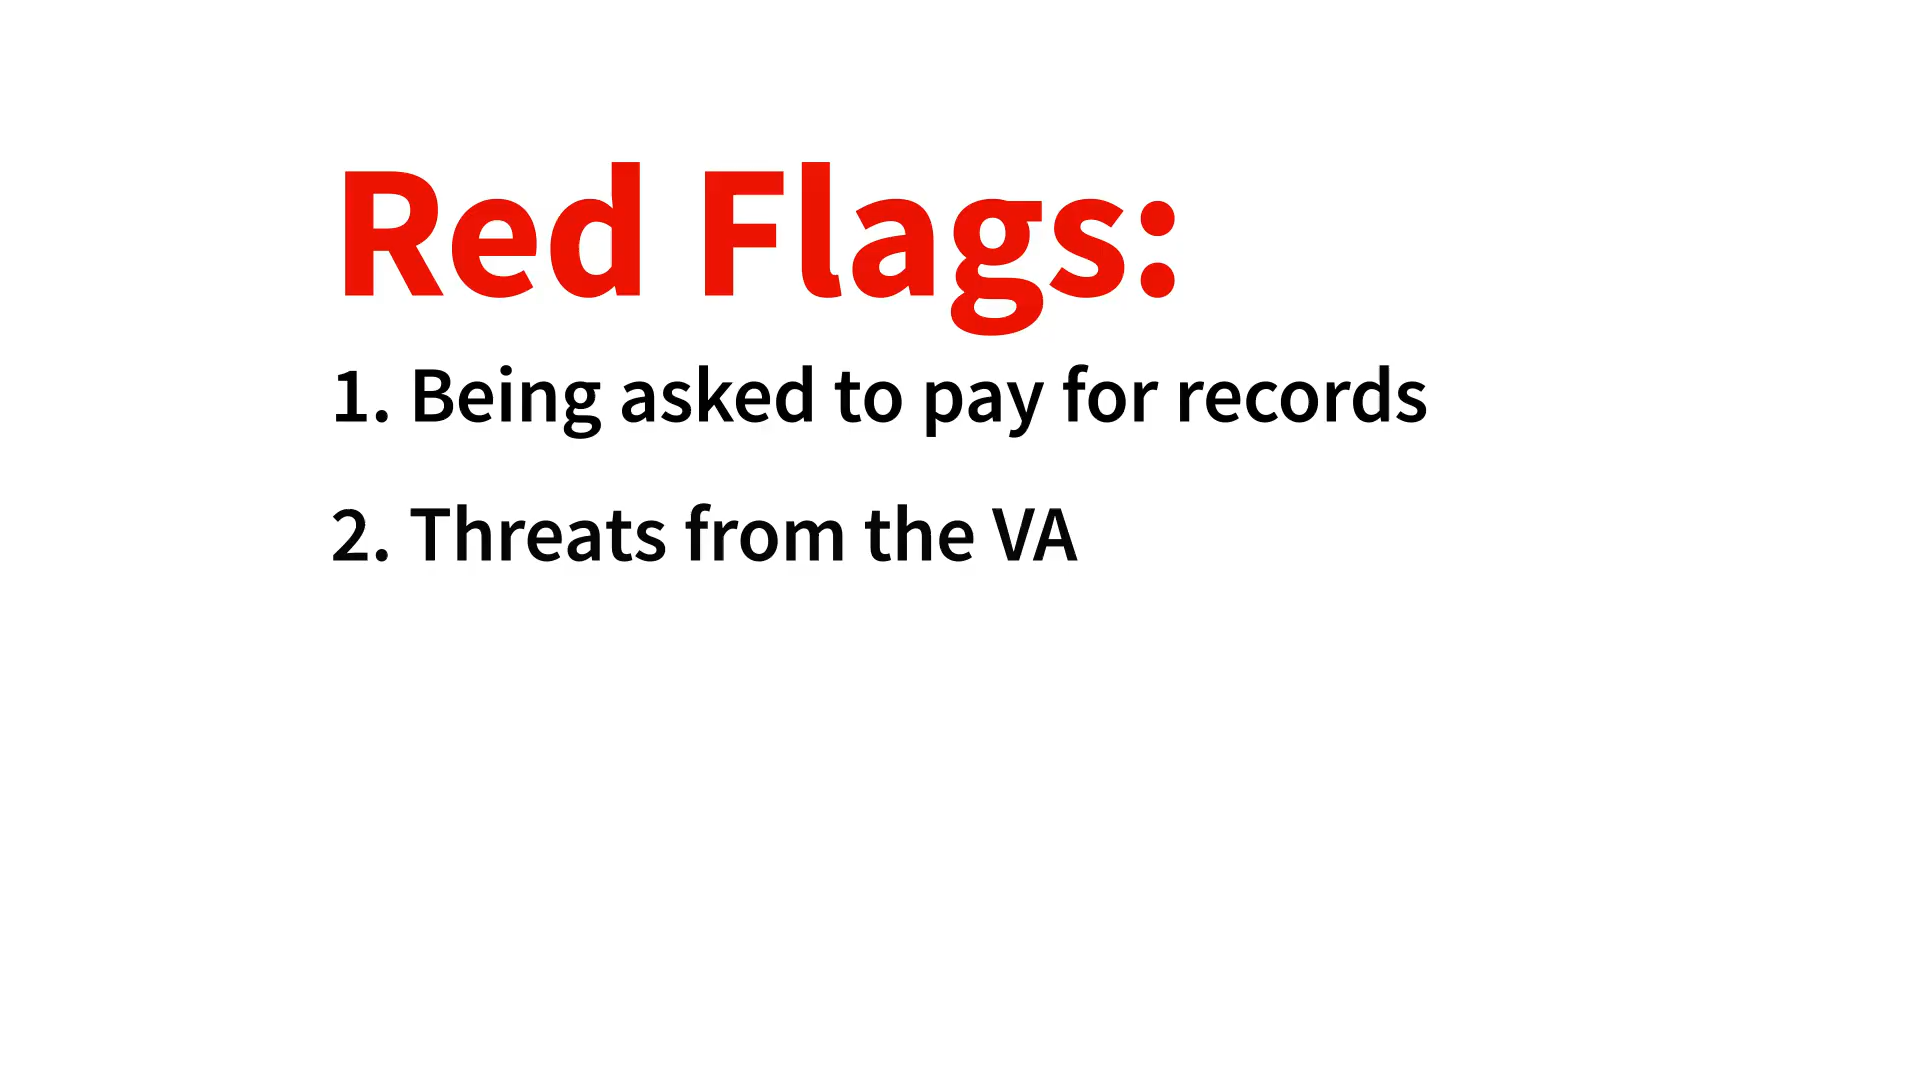 Red Flags:
1. Being asked to pay for records
2. Threats from the VA